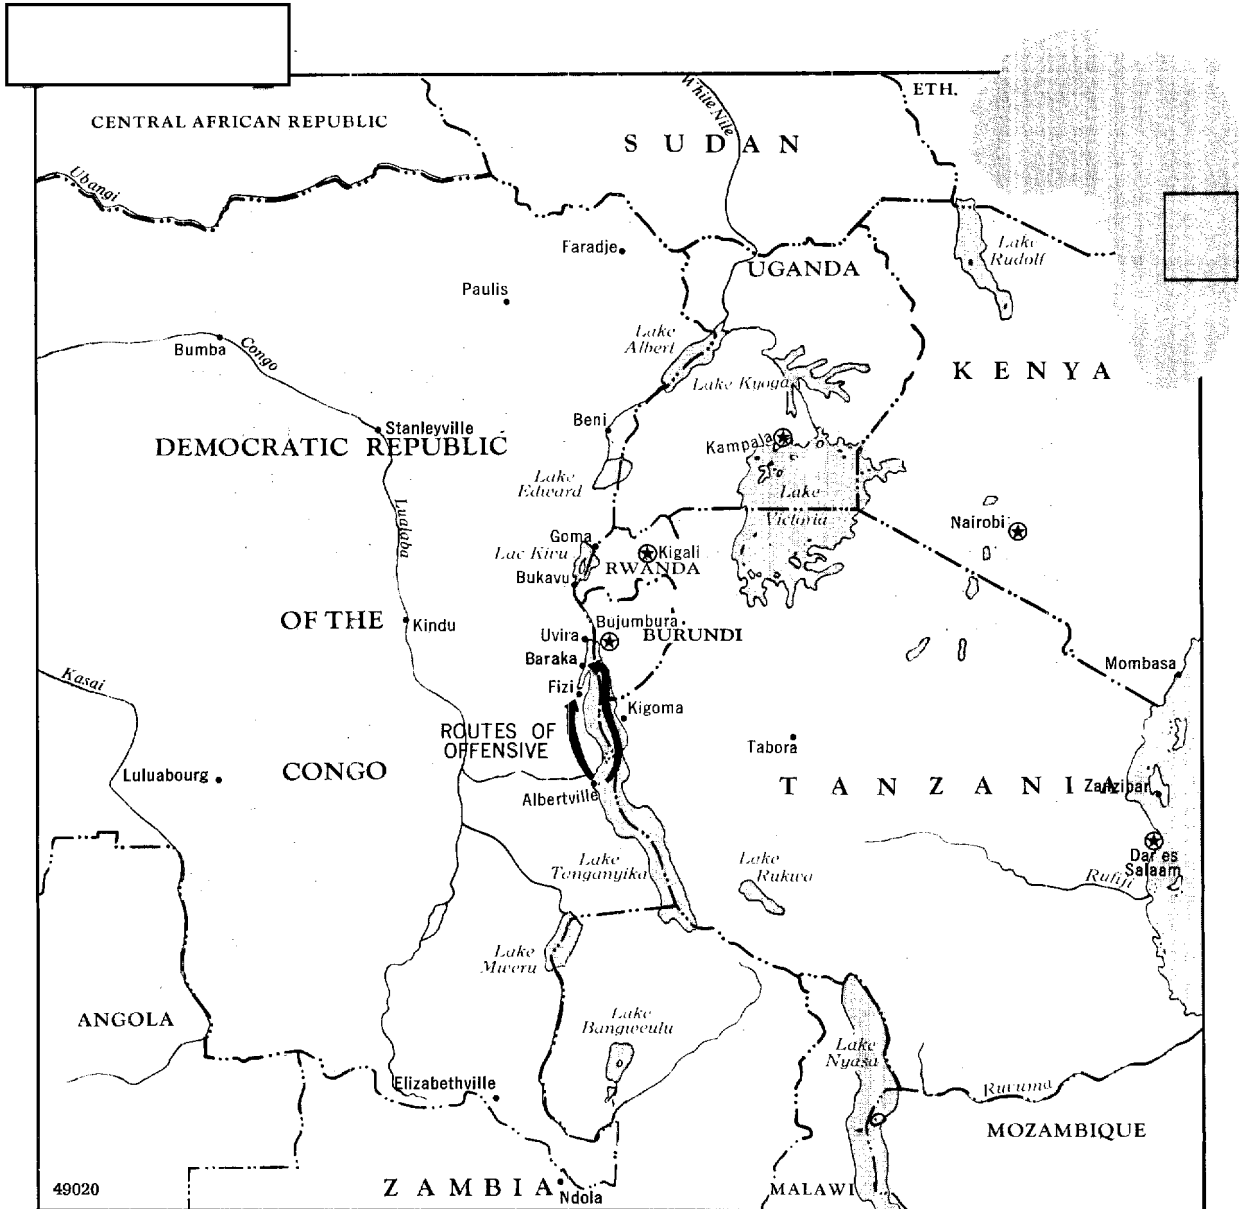 White Nile
ETH.
CENTRAL AFRICAN REPUBLIC
SUDAN
Ubangi
Faradje
Lake
Rudolf
UGANDA
Paulis
Lake
Albert
Bumba
Congo
KENYA
Lake Kyoga
Beni
Stanleyville
Kampala
DEMOCRATIC REPUBLIC
Lake
Edward
Lake
Victoria
Lualaba
Nairobi
Goma
Lac Kivu
Kigali
RWANDA
Bukavu
OF THE
Kindu
Bujumbura
Uvira
BURUNDI
Baraka
Mombasa
Kasai
Fizi
Kigoma
ROUTES OF
OFFENSIVE
Tabora
Luluabourg
CONGO
TANZANIA
Zanzibar
Albertville
Dar es
Salaam
Lake
Tanganyika
Lake
Rukwa
Rufiji
Lake
Mweru
ANGOLA
Lake
Bangweulu
Lake
Nyasa
Elizabethville
Ruvuma
MOZAMBIQUE
49020
ZAMBIA
Ndola
MALAWI